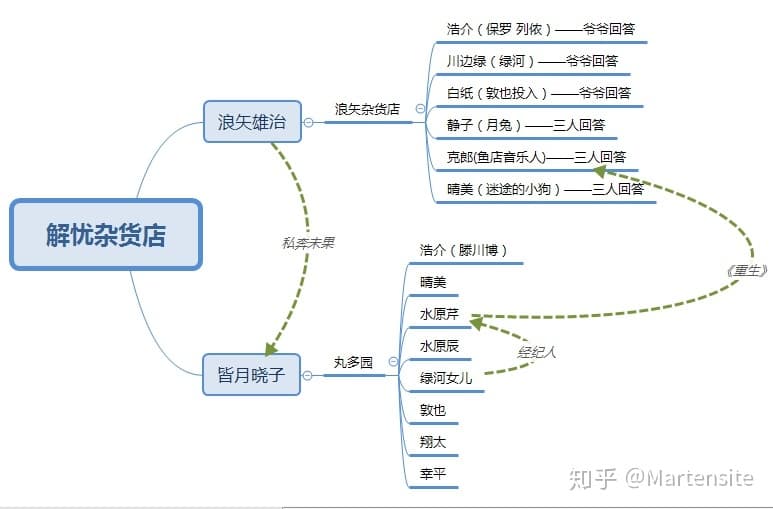 浩介（保罗 列侬）——爷爷回答
川边绿（绿河）——爷爷回答
白纸（敦也投入）——爷爷回答
浪矢雄治
浪矢杂货店
静子（月兔）——三人回答
克郎(鱼店音乐人)——三人回答
晴美（迷途的小狗）——三人回答
解忧杂货店
私奔未果
浩介（滕川博）
《重生》
晴美
水原芹
水原辰
经纪人
皆月晓子
丸多园
绿河女儿
敦也
翔太
幸平
知乎 @Martensite